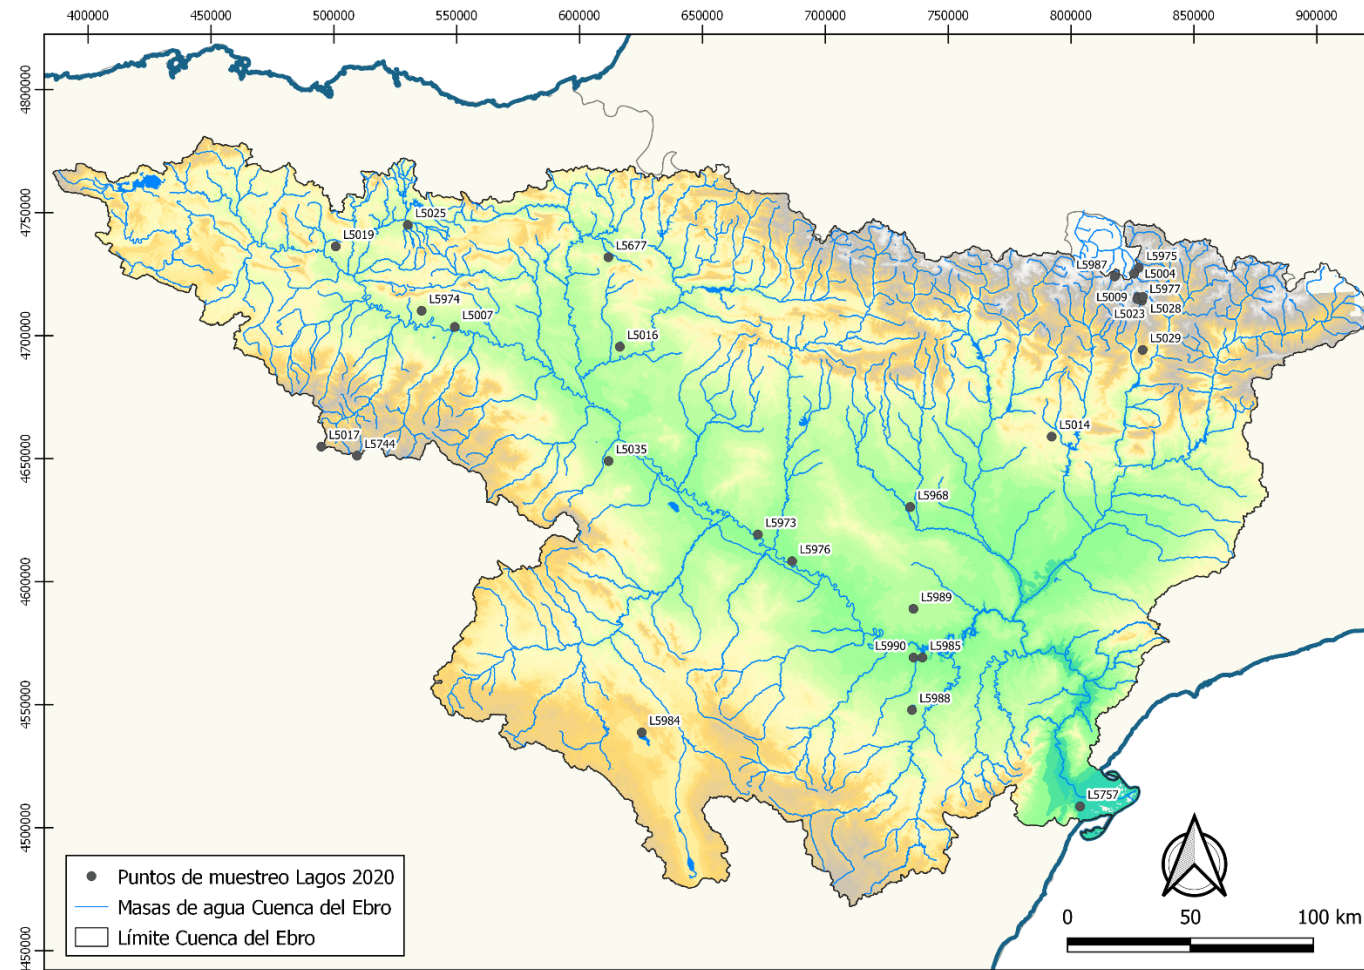 400000 450000 500000 550000 600000 650000 700000 750000 800000 850000 900000
4800000
4750000
4700000
4650000
4600000
4550000
4500000
4450000
L5025
L5019
L5677
L5975
L5987
L5004
L5977
L5009
L5028
L5023
L5974
L5007
L5016
L5029
L5017
L5744
L5014
L5035
L5968
L5973
L5976
L5989
L5990
L5985
L5988
L5984
L5757
Puntos de muestreo Lagos 2020
Masas de agua Cuenca del Ebro
Límite Cuenca del Ebro
0 50 100 km